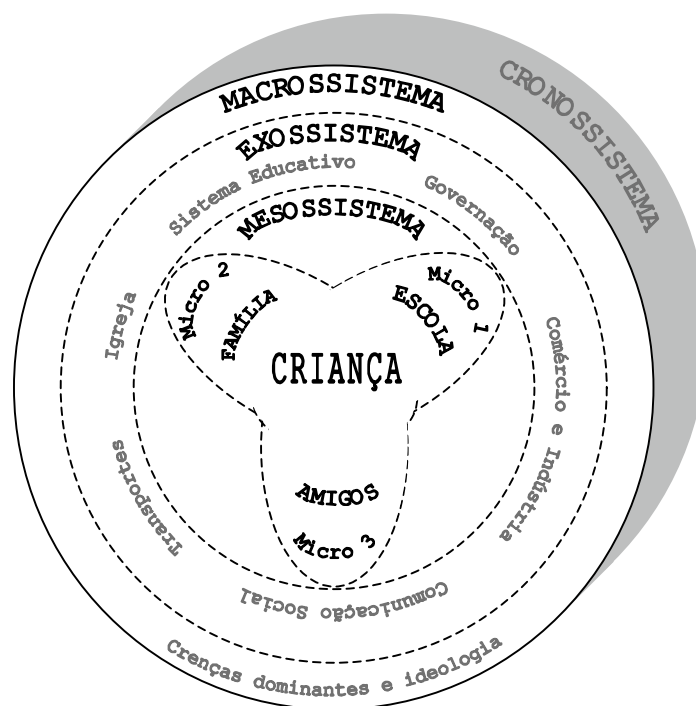 CRONOSSISTEMA
MACROSSISTEMA
EXOSSISTEMA
Sistema Educativo
Governação
MESOSSISTEMA
Micro 2
FAMÍLIA
Micro 1
ESCOLA
Igreja
CRIANÇA
Comércio e Indústria
Transportes
AMIGOS
Micro 3
Comunicação Social
Crenças dominantes e ideologia